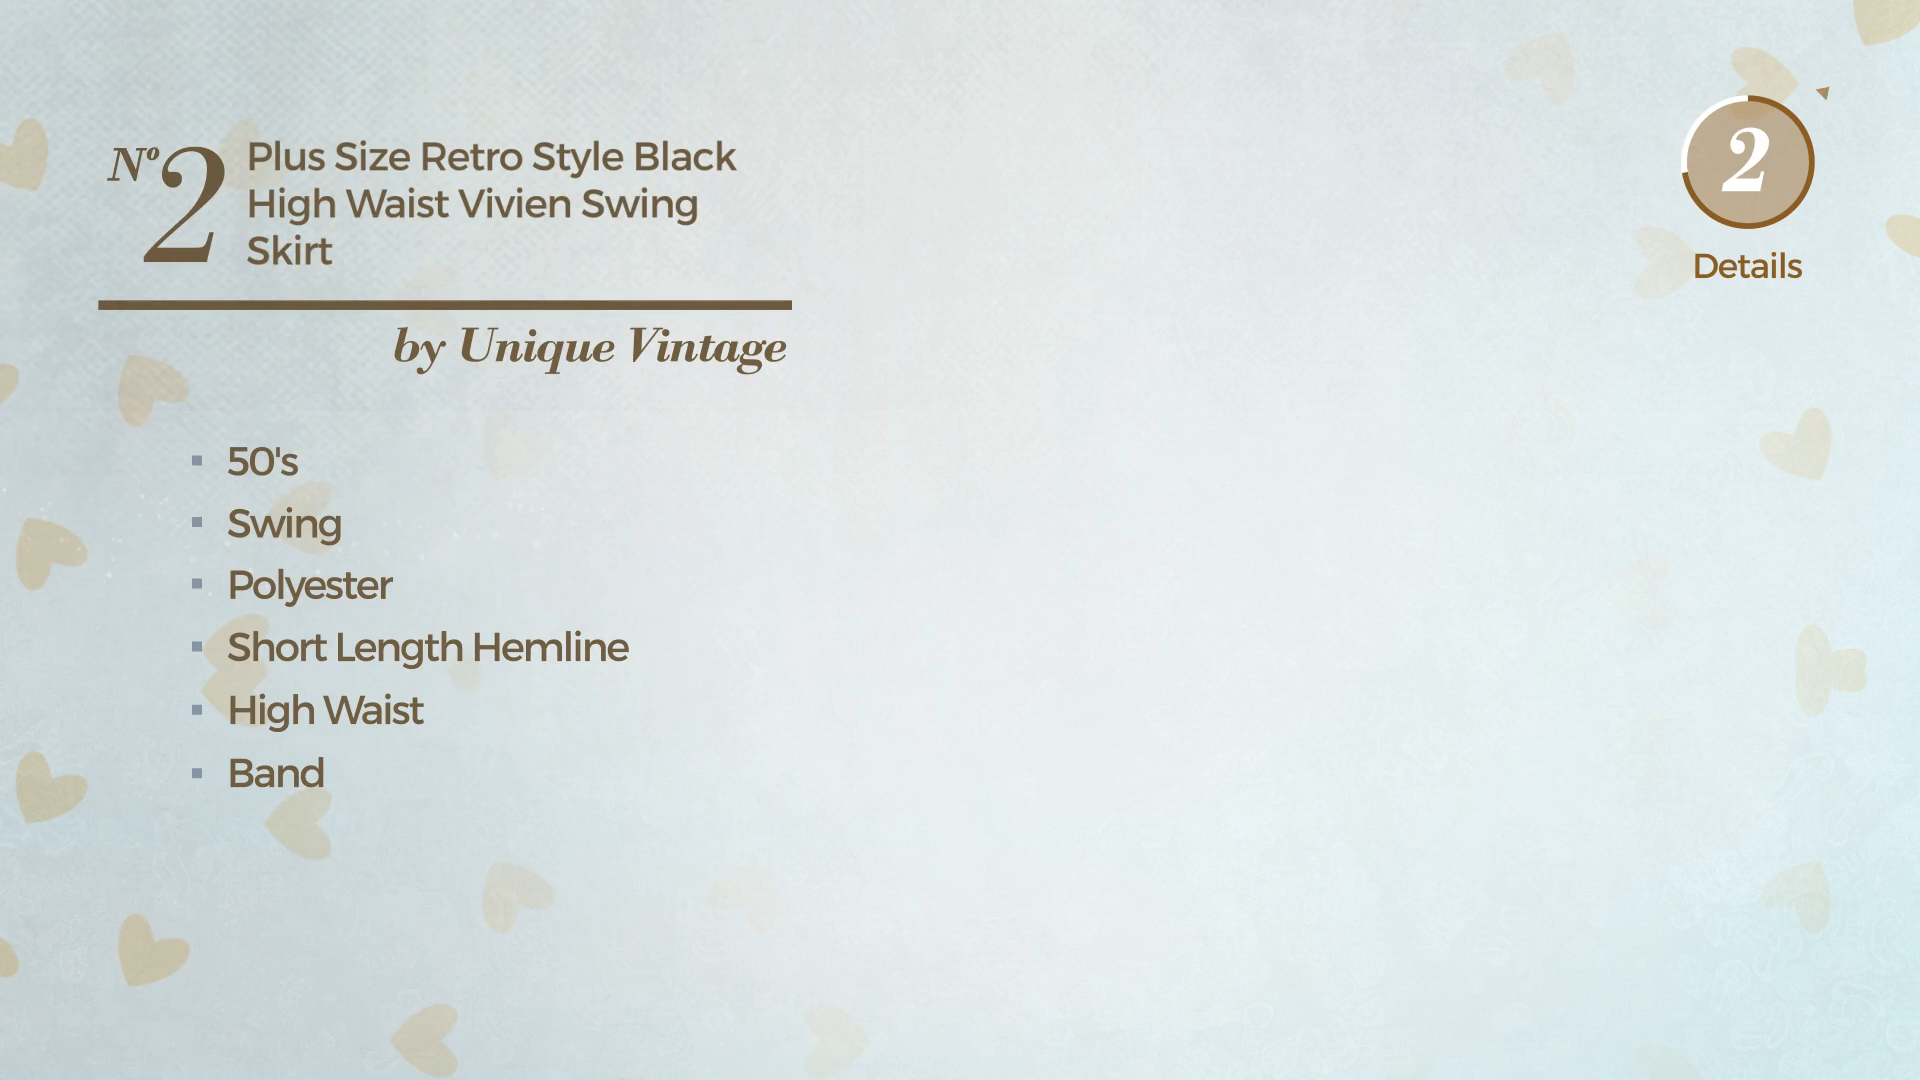 Nº2 Plus Size Retro Style Black
High Waist Vivien Swing
Skirt
by Unique Vintage
50's
Swing
Polyester
Short Length Hemline
High Waist
Band
2
Details